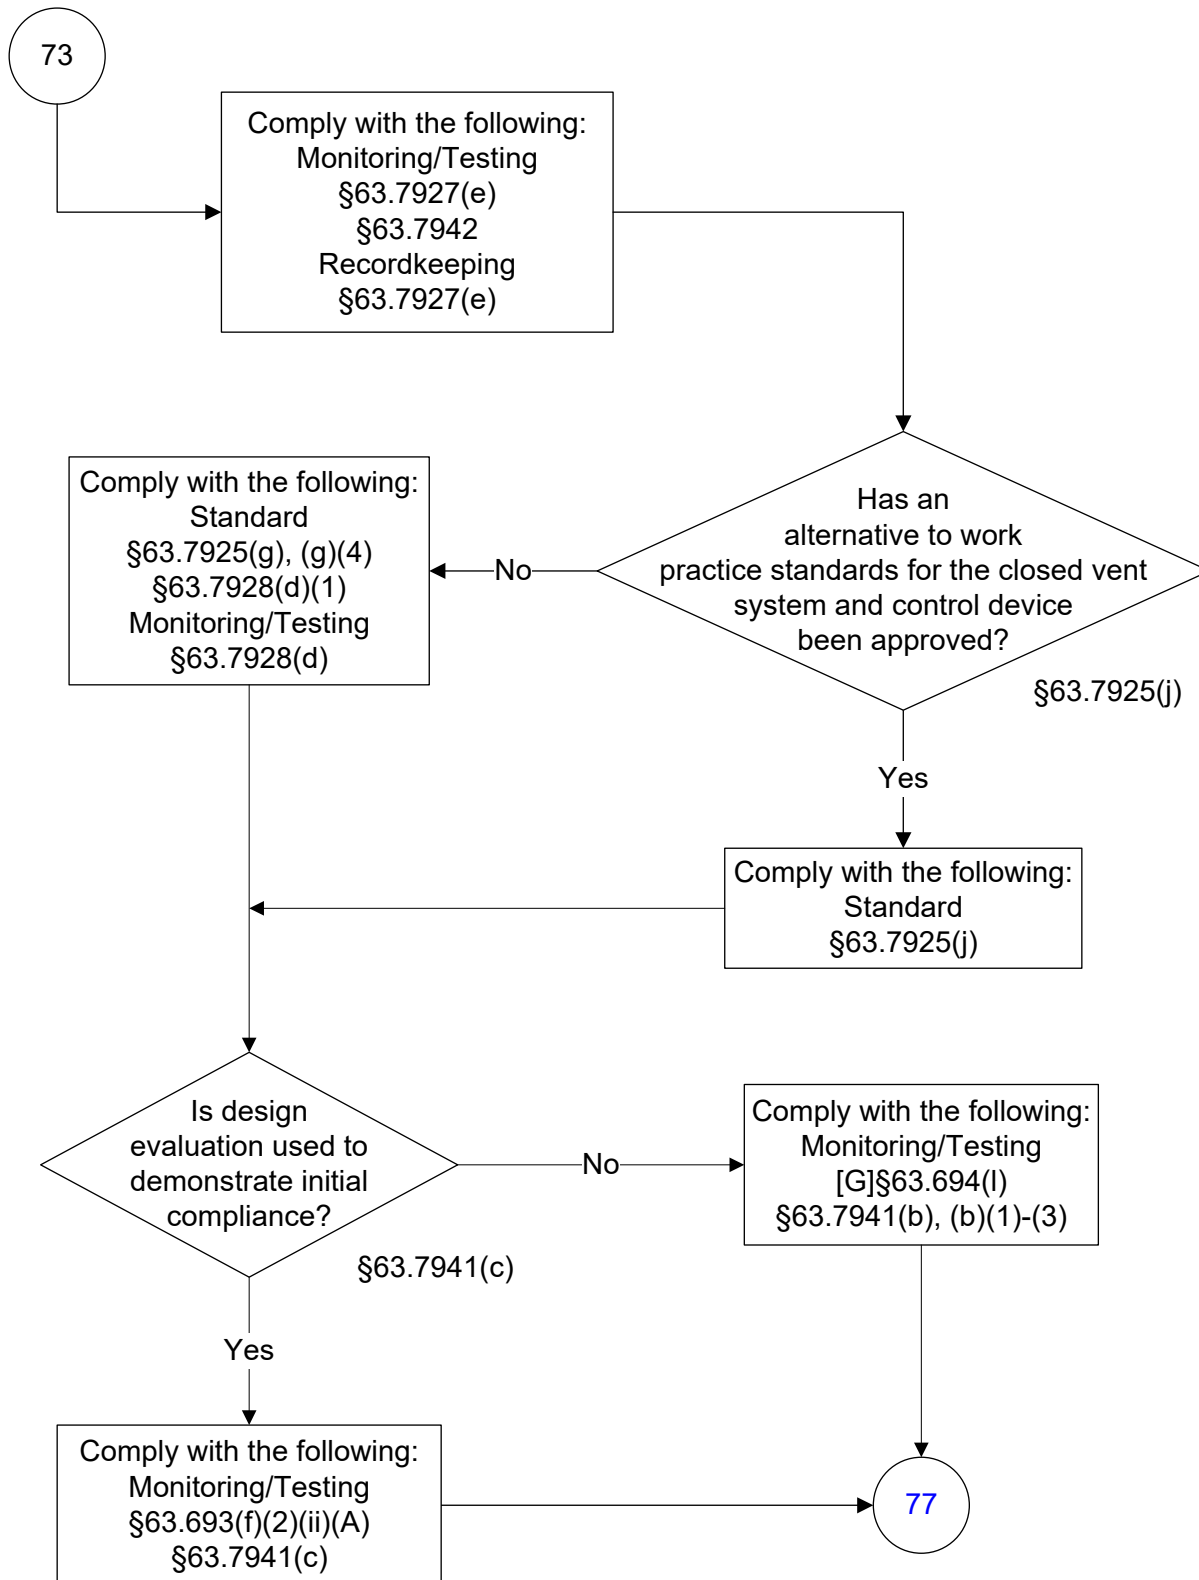 73
Comply with the following:
Monitoring/Testing
§63.7927(e)
§63.7942
Recordkeeping
§63.7927(e)
Has an
alternative to work
practice standards for the closed vent
system and control device
been approved?
§63.7925(j)
No
Comply with the following:
Standard
§63.7925(g), (g)(4)
§63.7928(d)(1)
Monitoring/Testing
§63.7928(d)
Yes
Comply with the following:
Standard
§63.7925(j)
Is design
evaluation used to
demonstrate initial
compliance?
§63.7941(c)
No
Comply with the following:
Monitoring/Testing
[G]§63.694(l)
§63.7941(b), (b)(1)-(3)
Yes
Comply with the following:
Monitoring/Testing
§63.693(f)(2)(ii)(A)
§63.7941(c)
77